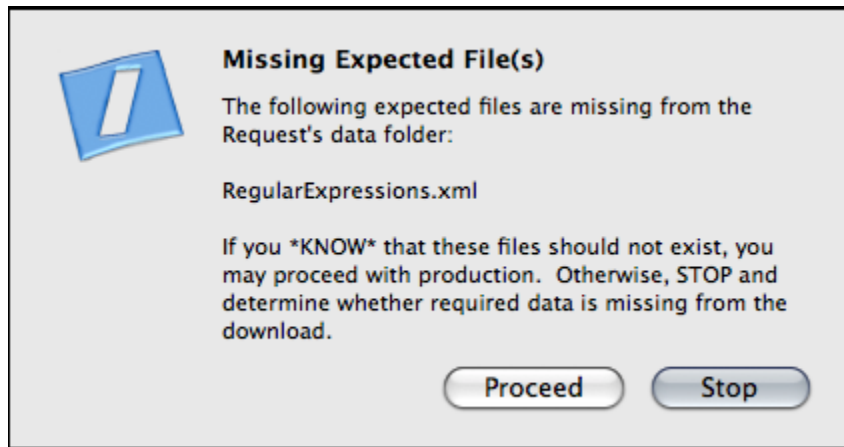 Missing Expected File(s)
The following expected files are missing from the
Request's data folder:
RegularExpressions.xml
If you *KNOW* that these files should not exist, you
may proceed with production.  Otherwise, STOP and
determine whether required data is missing from the
download.
Proceed
Stop